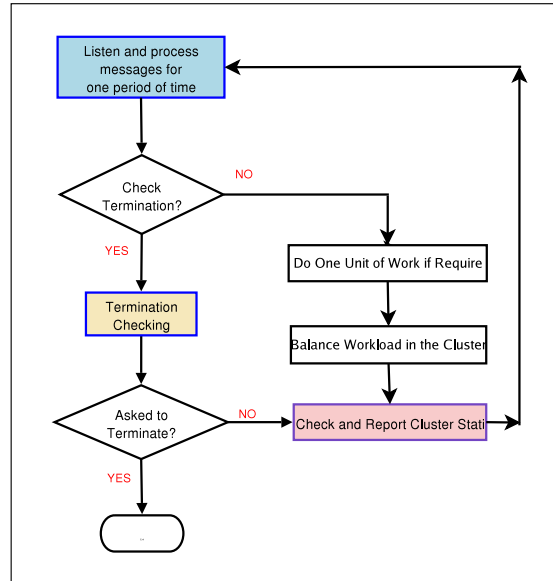 Listen and process
messages for
one period of time
Check
Termination?
NO
YES
Do One Unit of Work if Require
Termination
Checking
Balance Workload in the Cluster
Asked to
Terminate?
NO
Check and Report Cluster Stati
YES
..